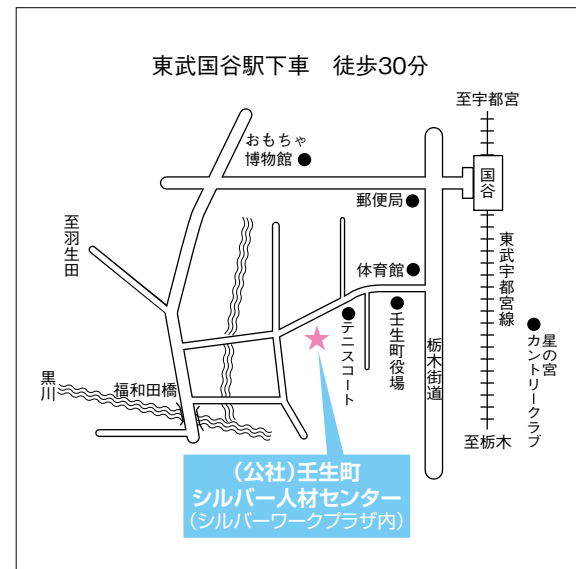 東武国谷駅下車　徒歩30分
至宇都宮
おもちゃ
博物館
国谷
郵便局
至羽生田
体育館
東武宇都宮線
壬生町役場
テニスコート
栃木街道
星の宮
カントリークラブ
黒川
福和田橋
至栃木
(公社)壬生町
シルバー人材センター
(シルバーワークプラザ内)